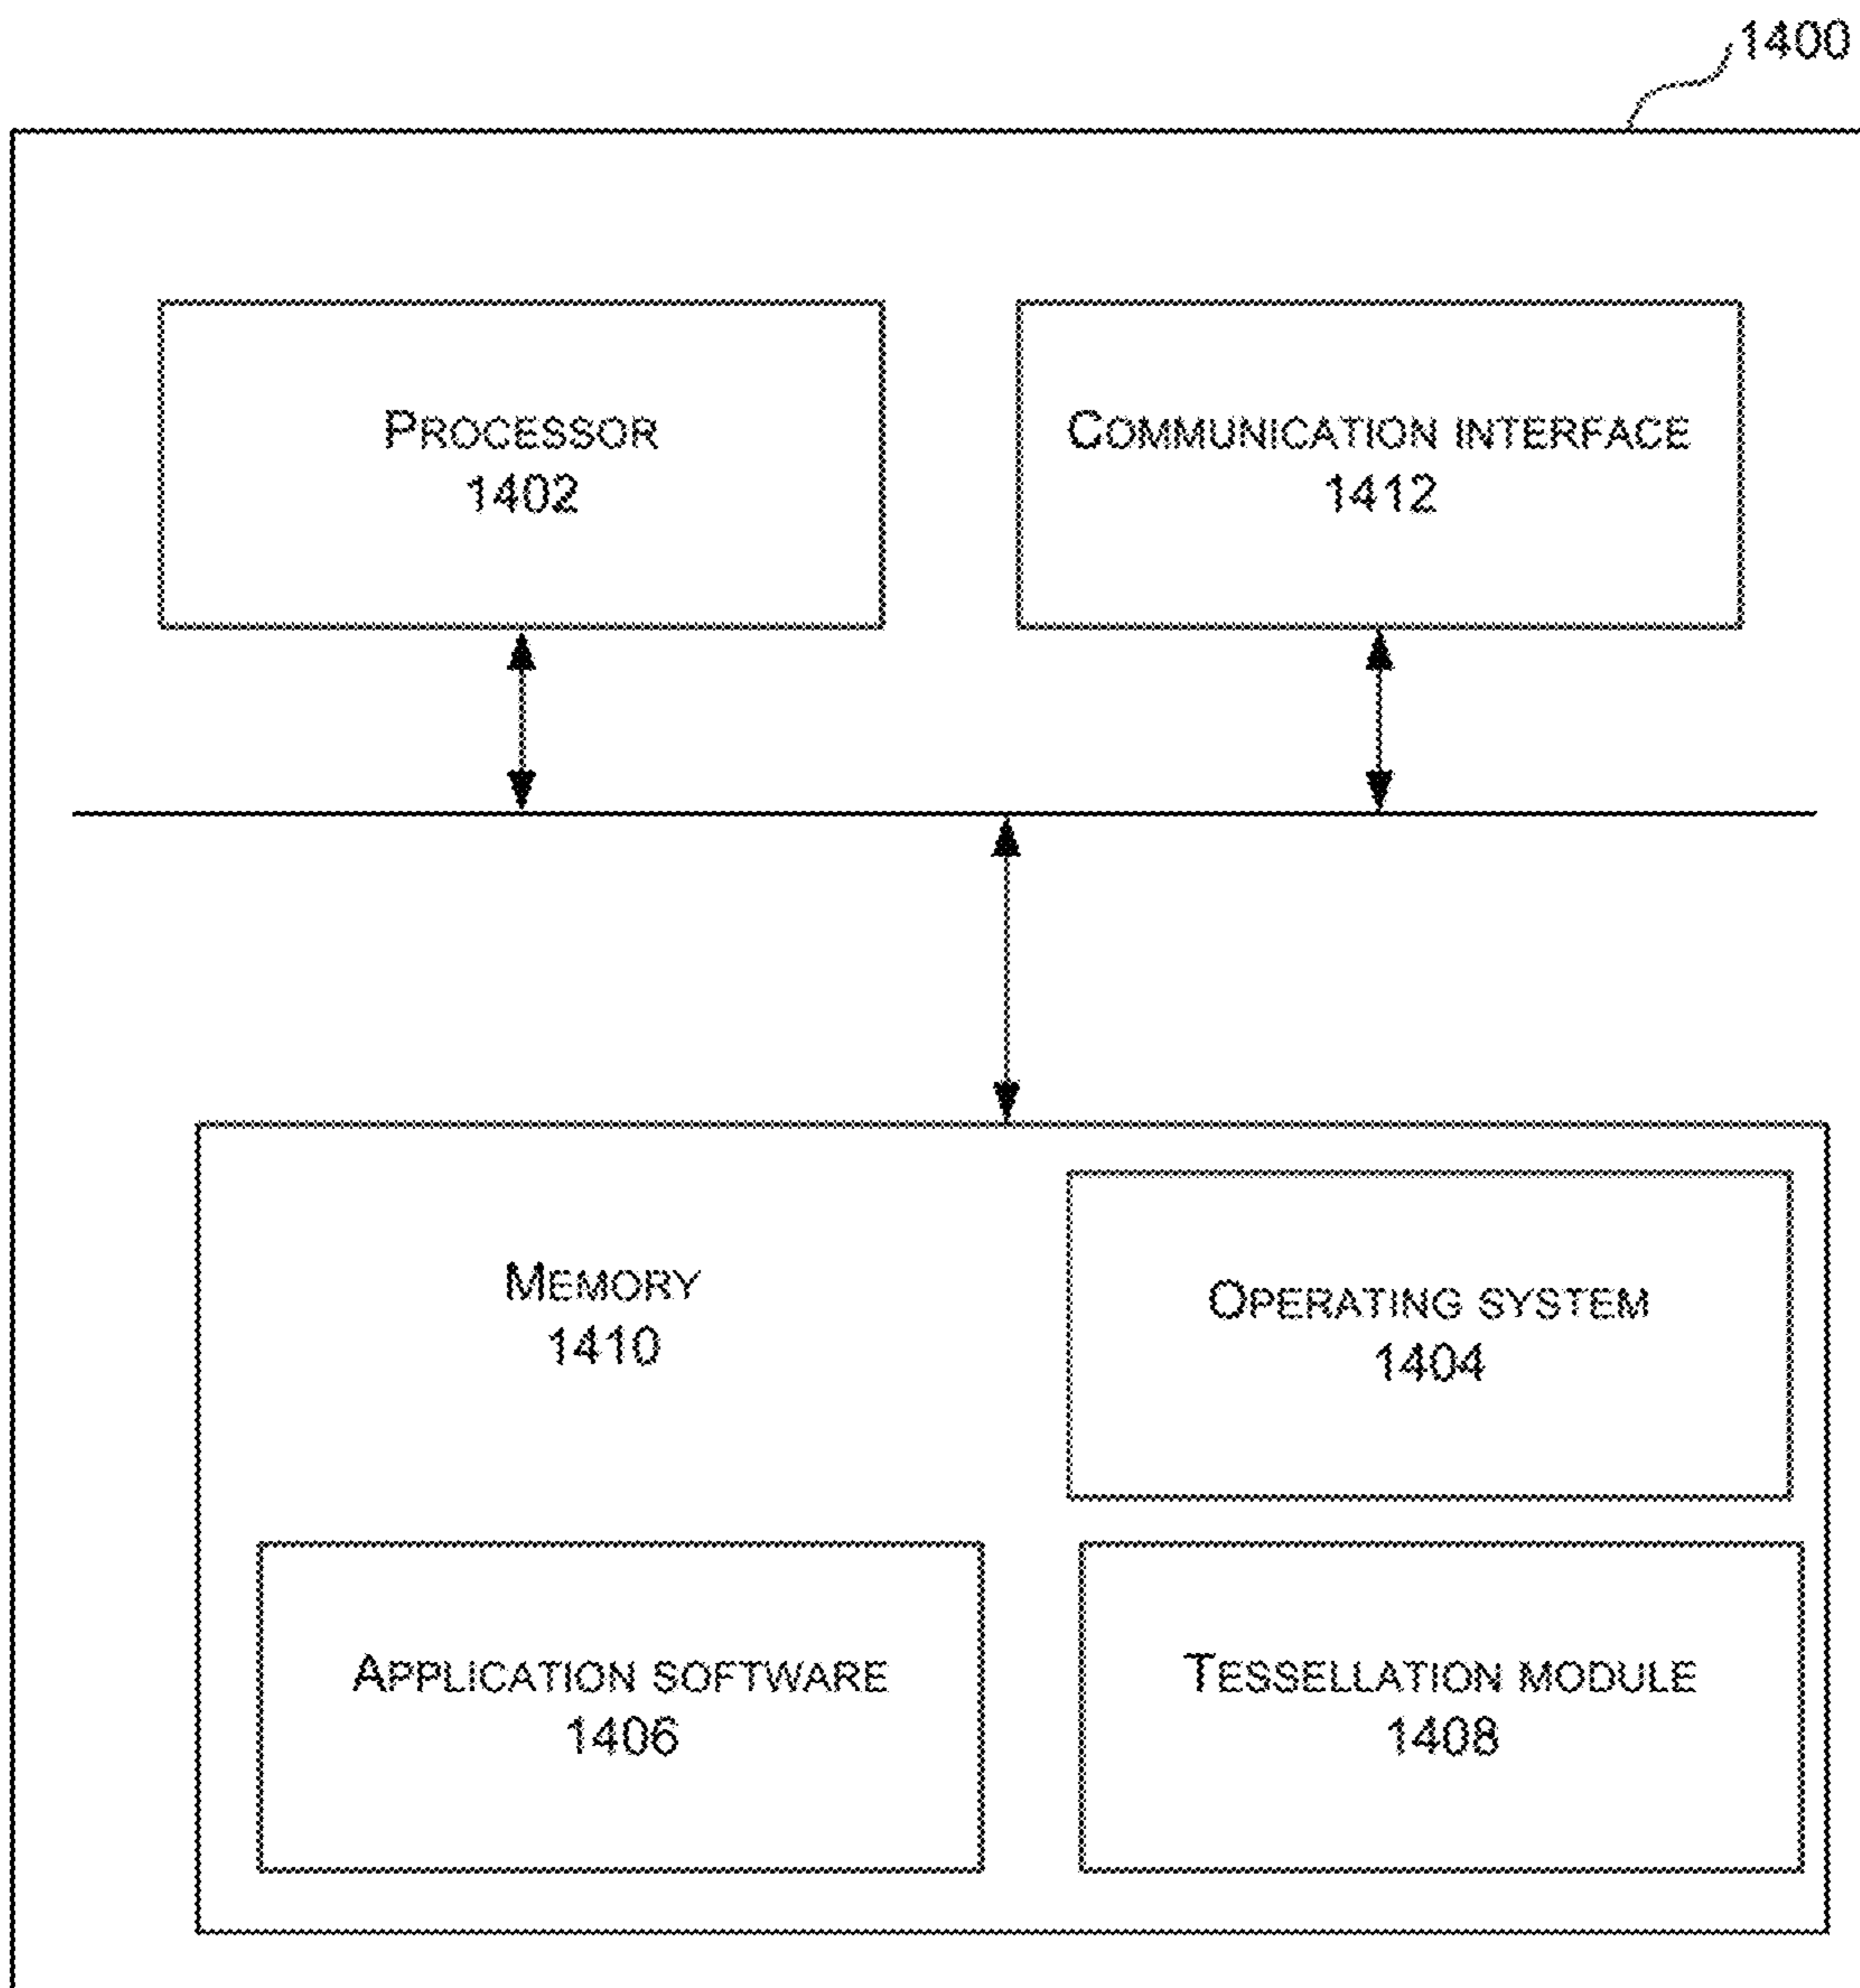 1400
PROCESSOR
1402
COMMUNICATION INTERFACE
1412
MEMORY
1410
OPERATING SYSTEM
1404
APPLICATION SOFTWARE
1406
TESSELLATION MODULE
1408